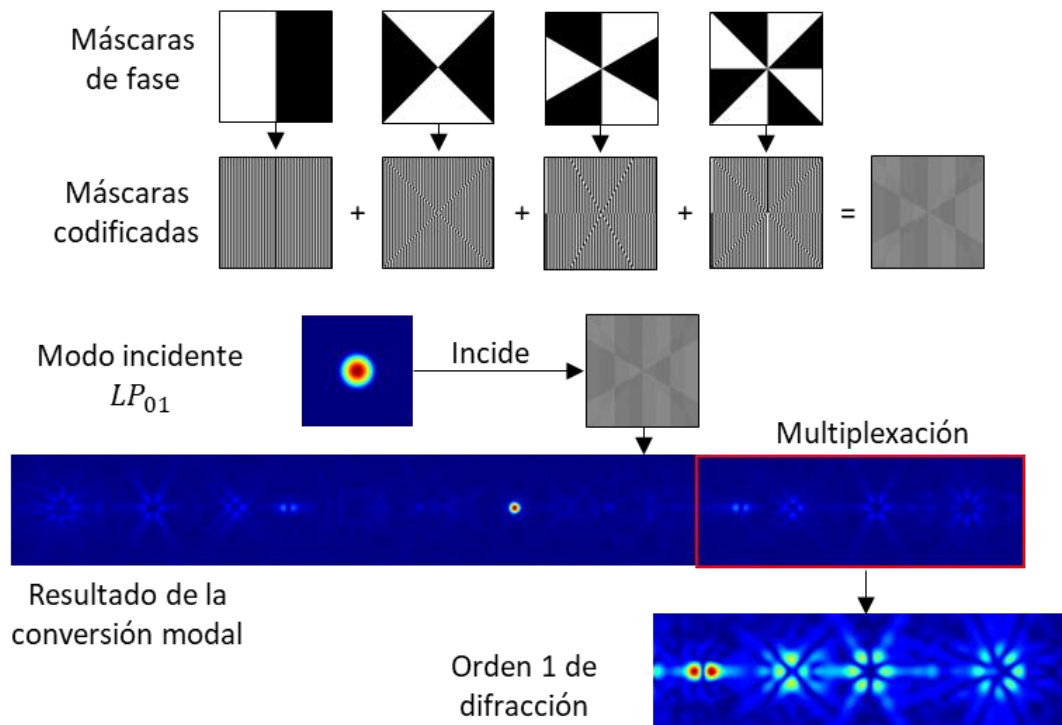 Máscaras
de fase
Máscaras
codificadas
+ + + =
Modo incidente
LP₀₁
Incide
Multiplexación
Resultado de la
conversión modal
Orden 1 de
difracción